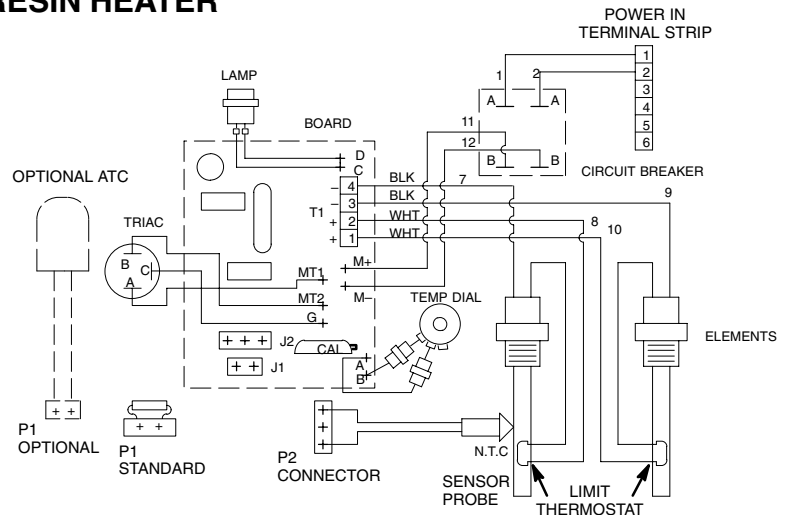 RESIN HEATER
POWER IN
TERMINAL STRIP
1
2
3
4
5
6
1 2
A A
11
12
B B
CIRCUIT BREAKER
LAMP
BOARD
D
C
4
3
2
1
– 
–
+
+
T1
BLK 7
BLK 9
WHT 8
WHT 10
OPTIONAL ATC
TRIAC
B
C
A
MT1
MT2
G
M+
M–
TEMP DIAL
+ + + J2
CAL
+ + J1
A
B
ELEMENTS
+ +
P1
OPTIONAL
+ +
P1
STANDARD
+
+
+
P2
CONNECTOR
N.T.C
SENSOR
PROBE
LIMIT
THERMOSTAT